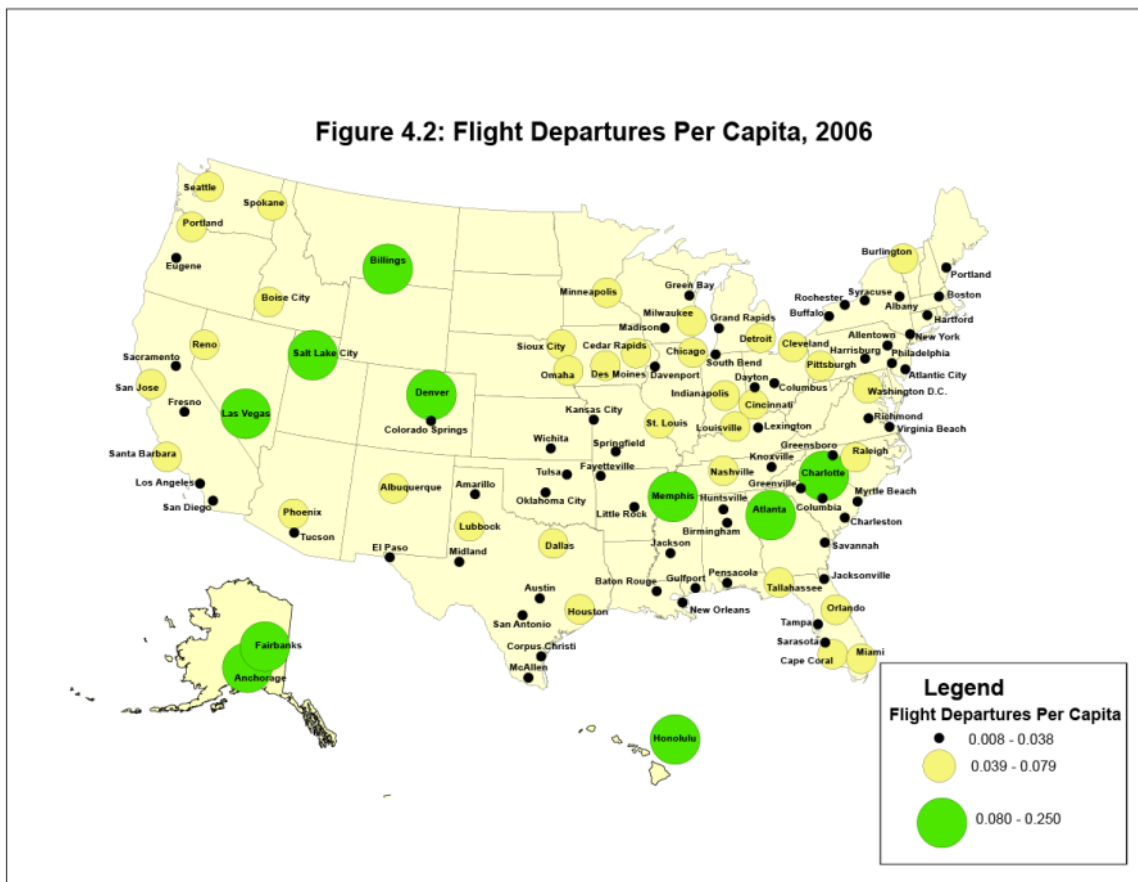 Figure 4.2: Flight Departures Per Capita, 2006
Seattle
Spokane
Portland
Eugene
Billings
Boise City
Minneapolis
Green Bay
Milwaukee
Madison
Grand Rapids
Detroit
Burlington
Portland
Syracuse
Rochester
Buffalo
Albany
Boston
Hartford
New York
Allentown
Cleveland
Harrisburg
Philadelphia
Pittsburgh
Atlantic City
Reno
Salt Lake City
Sacramento
San Jose
Fresno
Las Vegas
Denver
Colorado Springs
Sioux City
Cedar Rapids
Chicago
Omaha
Des Moines
Davenport
South Bend
Dayton
Columbus
Indianapolis
Cincinnati
Washington D.C.
Kansas City
St. Louis
Louisville
Lexington
Richmond
Virginia Beach
Santa Barbara
Los Angeles
San Diego
Wichita
Springfield
Greensboro
Raleigh
Knoxville
Charlotte
Nashville
Tulsa
Fayetteville
Greenville
Albuquerque
Amarillo
Oklahoma City
Memphis
Huntsville
Myrtle Beach
Atlanta
Columbia
Phoenix
Tucson
Lubbock
Little Rock
Birmingham
Charleston
El Paso
Midland
Dallas
Jackson
Savannah
Austin
Baton Rouge
Gulfport
Pensacola
Jacksonville
Tallahassee
New Orleans
San Antonio
Houston
Orlando
Tampa
Sarasota
Corpus Christi
McAllen
Cape Coral
Miami
Fairbanks
Anchorage
Honolulu
Legend
Flight Departures Per Capita
0.008 - 0.038
0.039 - 0.079
0.080 - 0.250